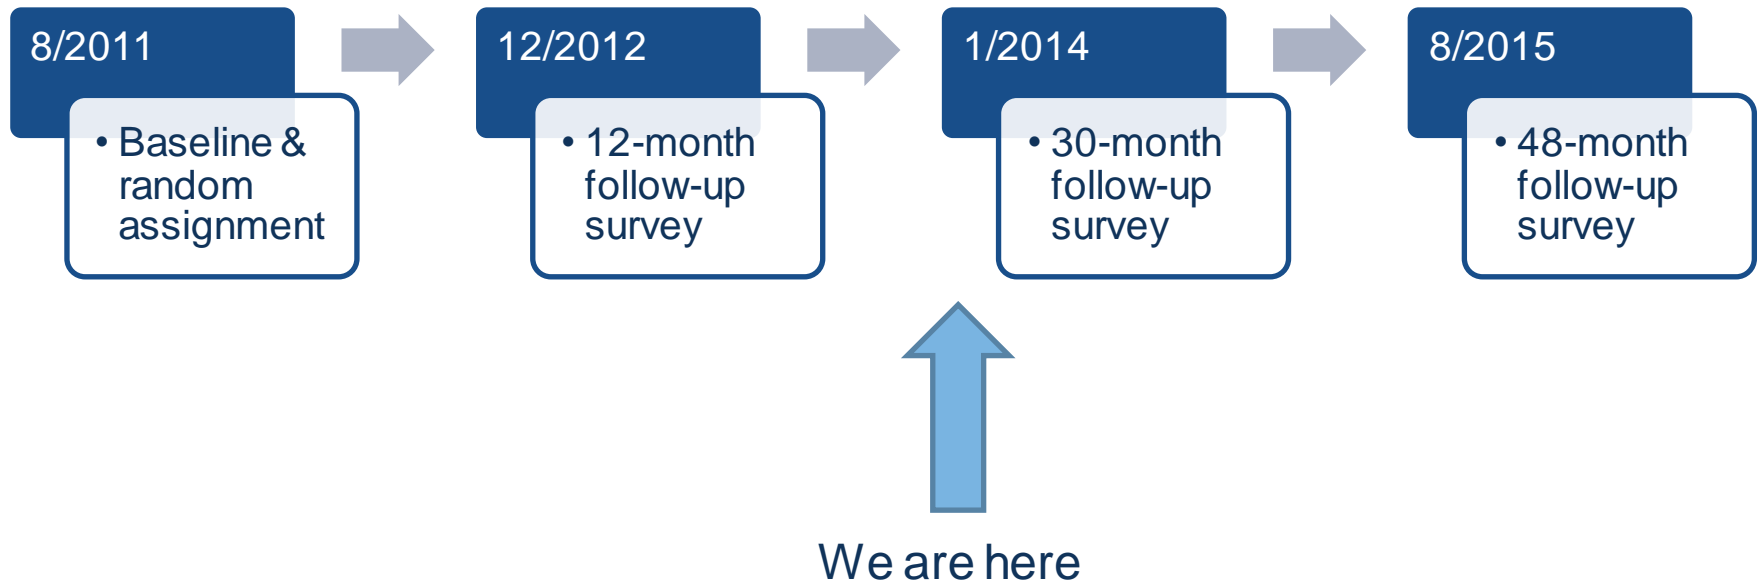 8/2011
• Baseline &
random
assignment
12/2012
• 12-month
follow-up
survey
1/2014
• 30-month
follow-up
survey
8/2015
• 48-month
follow-up
survey
We are here